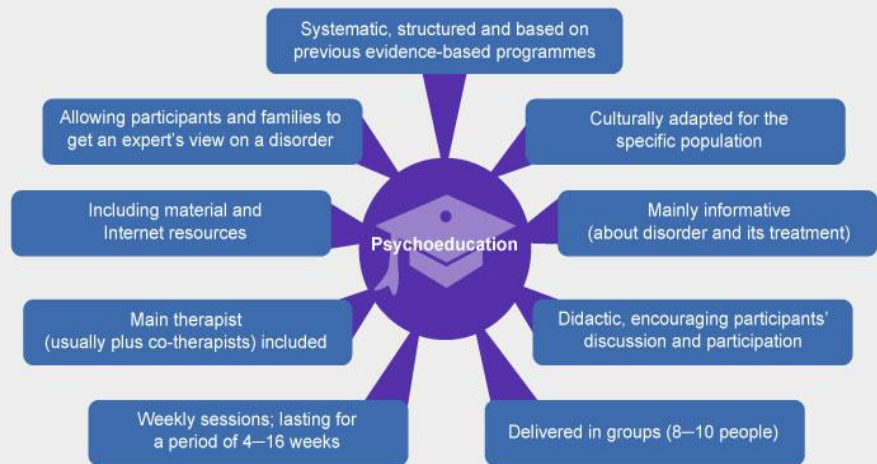 Systematic, structured and based on
previous evidence-based programmes
Allowing participants and families to
get an expert's view on a disorder
Culturally adapted for the
specific population
Including material and
Internet resources
Psychoeducation
Mainly informative
(about disorder and its treatment)
Main therapist
(usually plus co-therapists) included
Didactic, encouraging participants'
discussion and participation
Weekly sessions; lasting for
a period of 4–16 weeks
Delivered in groups (8–10 people)